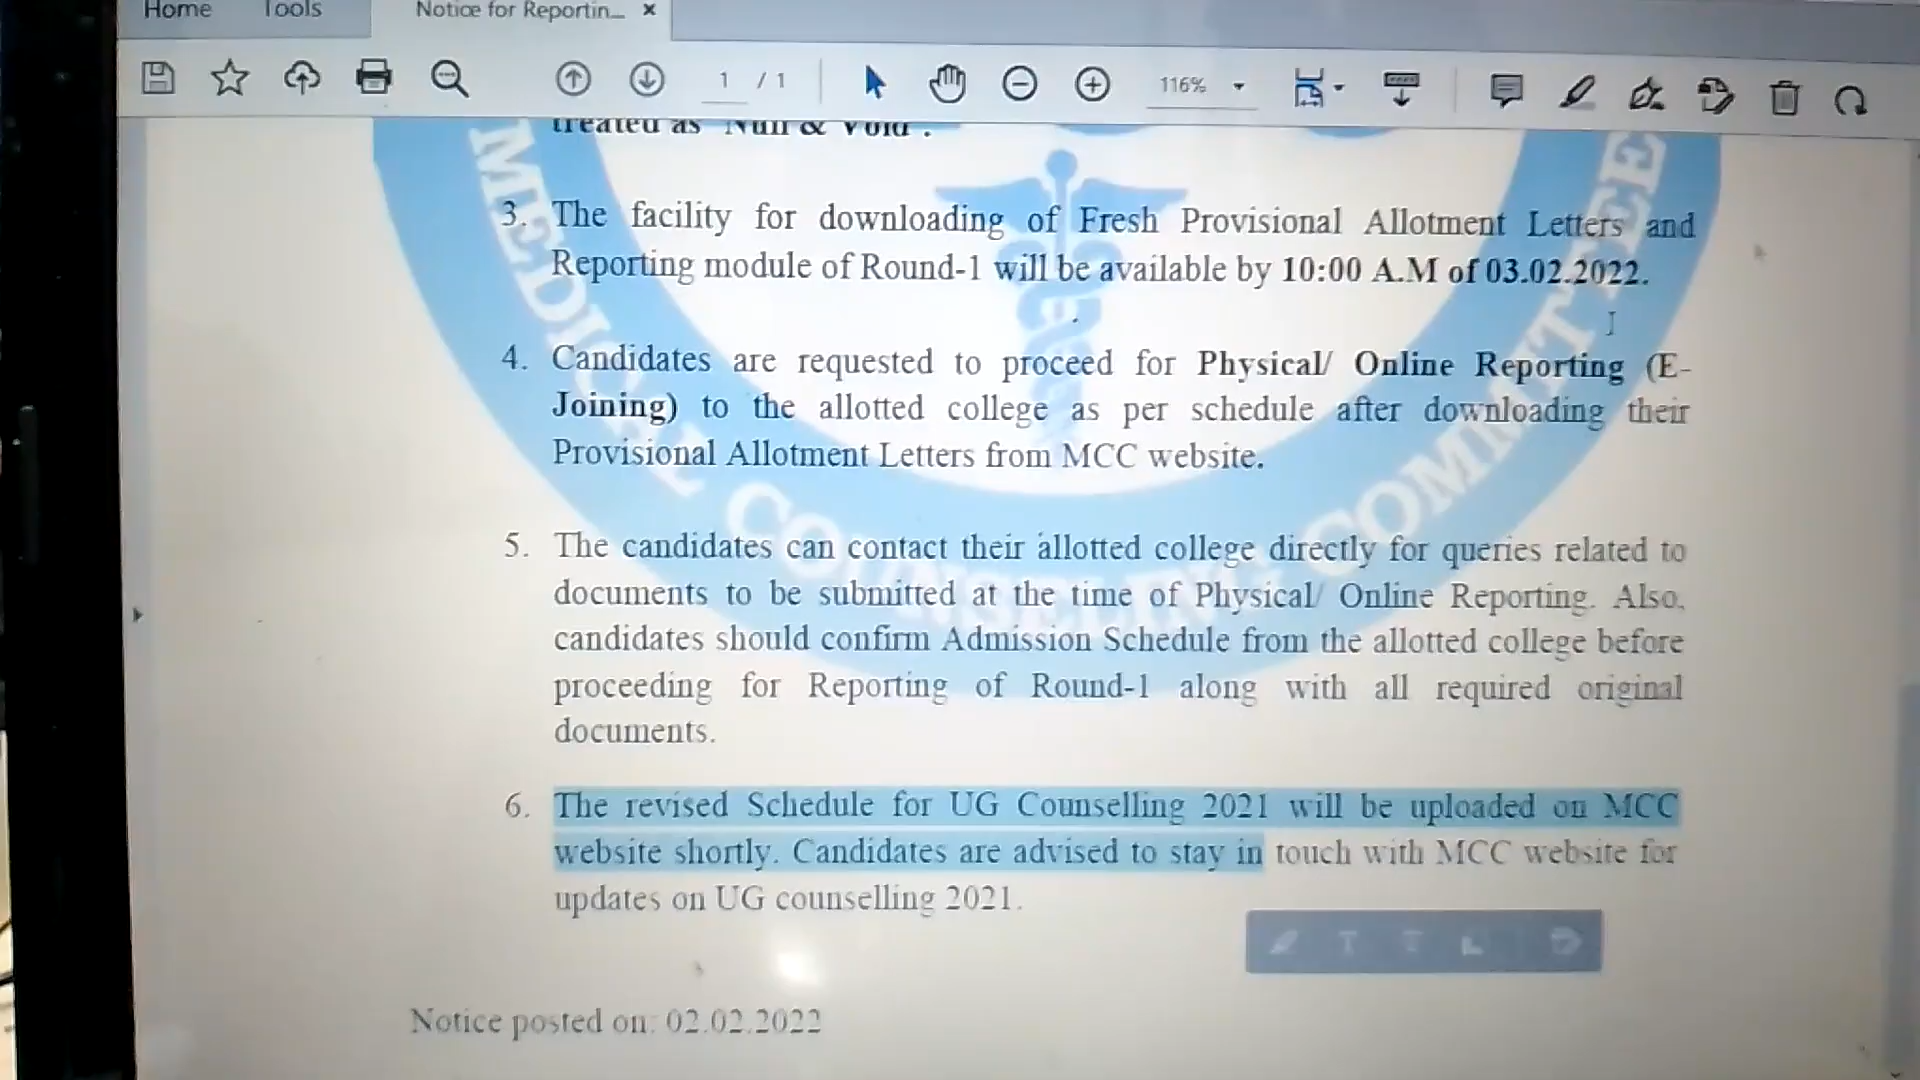 Home Tools Notice for Reportin... x
1 / 1 116%
treated as 'Null & Void'.
3. The facility for downloading of Fresh Provisional Allotment Letters and
Reporting module of Round-1 will be available by 10:00 A.M of 03.02.2022.
4. Candidates are requested to proceed for Physical/ Online Reporting (E-
Joining) to the allotted college as per schedule after downloading their
Provisional Allotment Letters from MCC website.
5. The candidates can contact their allotted college directly for queries related to
documents to be submitted at the time of Physical/ Online Reporting. Also,
candidates should confirm Admission Schedule from the allotted college before
proceeding for Reporting of Round-1 along with all required original
documents.
6. The revised Schedule for UG Counselling 2021 will be uploaded on MCC
website shortly. Candidates are advised to stay in touch with MCC website for
updates on UG counselling 2021.
Notice posted on: 02.02.2022
MEDICAL COUNSELING COMMITTEE